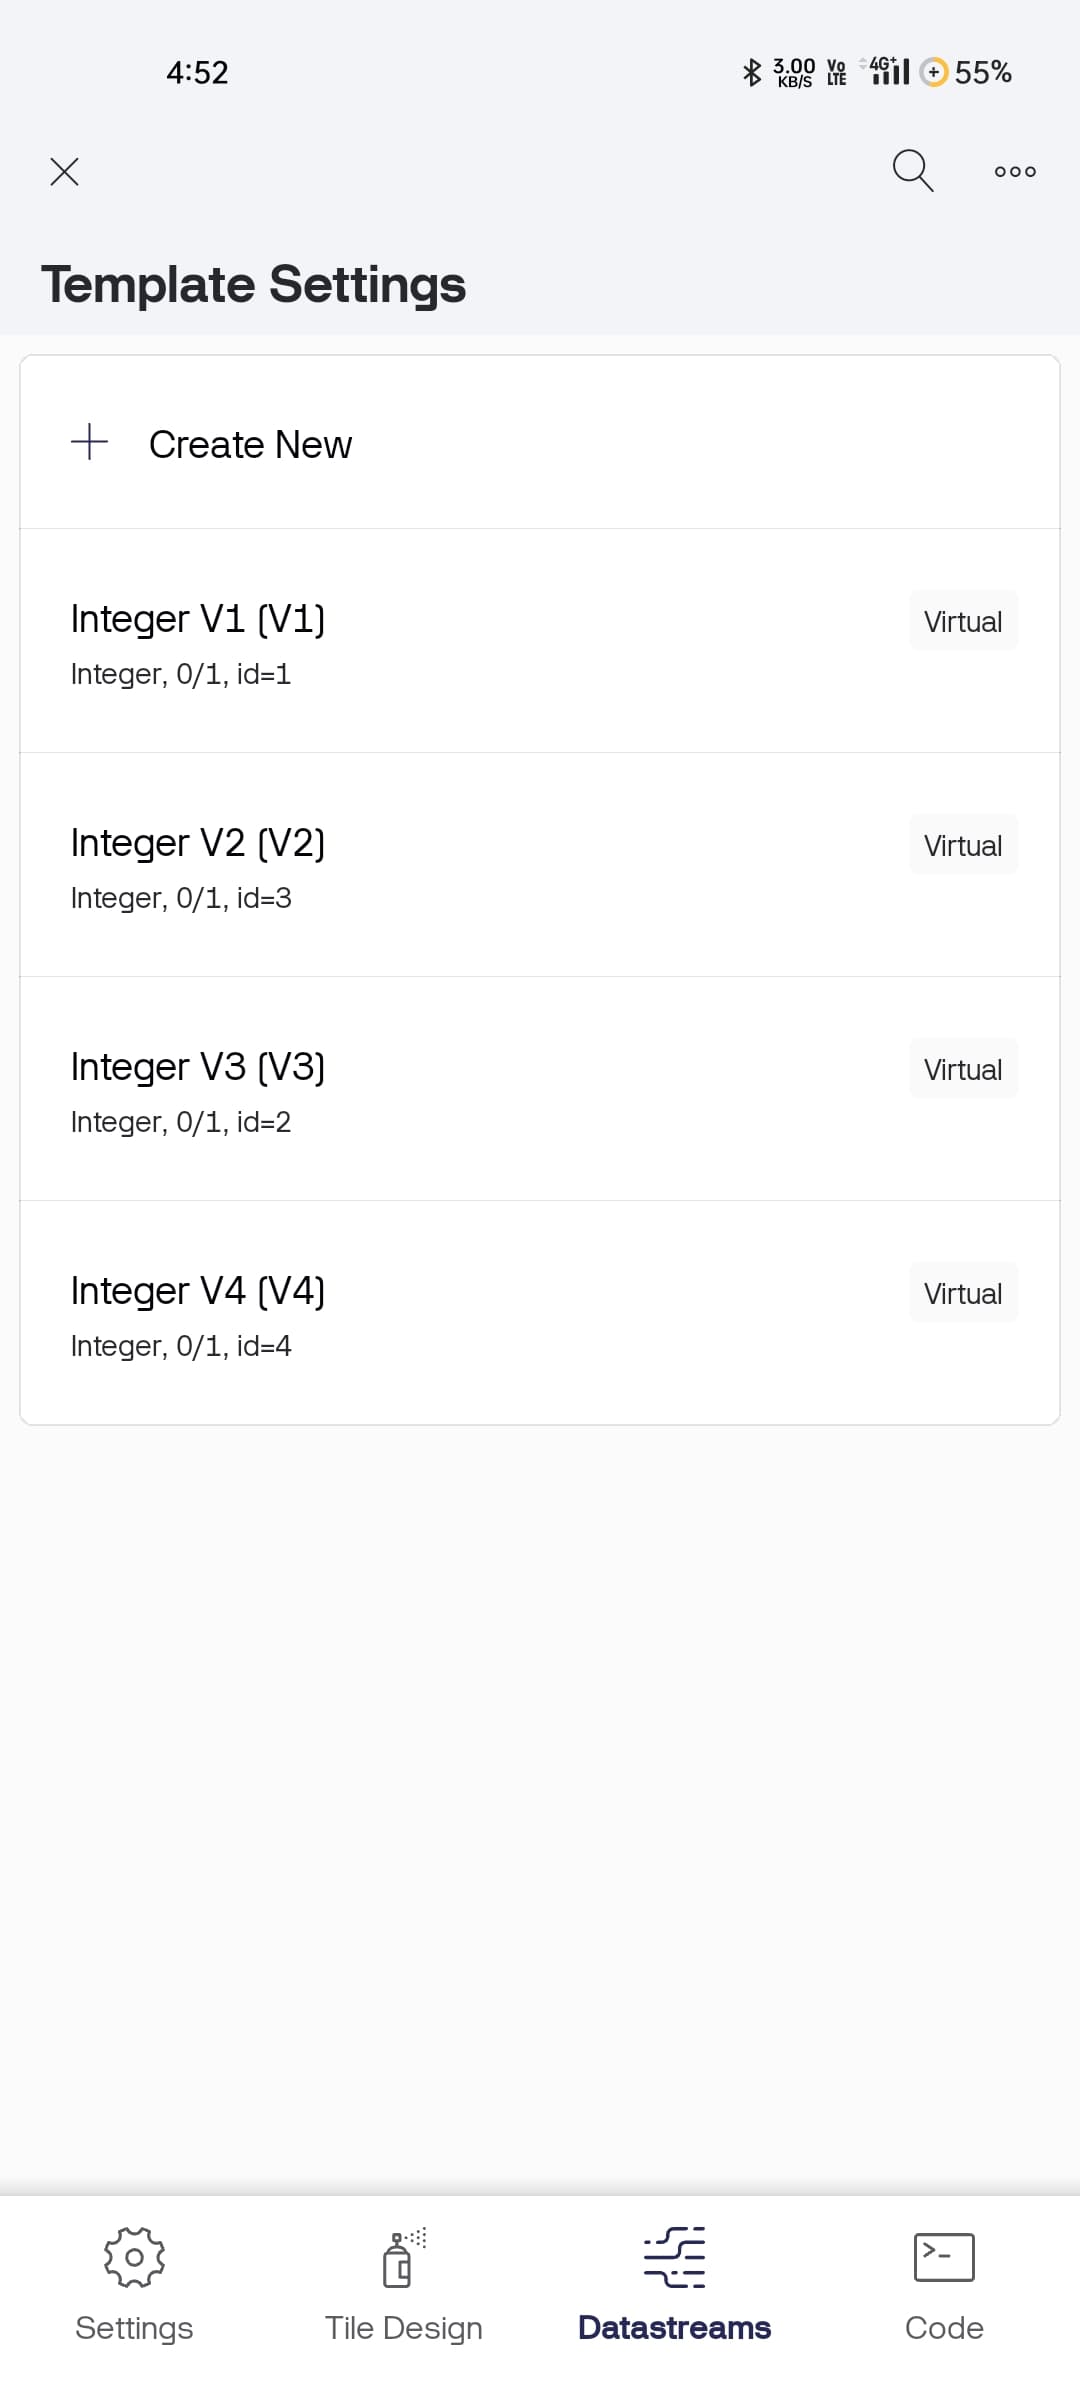 4:52
3.00 KB/S Vo LTE 4G+ 55%
Template Settings
Create New
Integer V1 (V1)
Virtual
Integer, 0/1, id=1
Integer V2 (V2)
Virtual
Integer, 0/1, id=3
Integer V3 (V3)
Virtual
Integer, 0/1, id=2
Integer V4 (V4)
Virtual
Integer, 0/1, id=4
Settings
Tile Design
Datastreams
Code